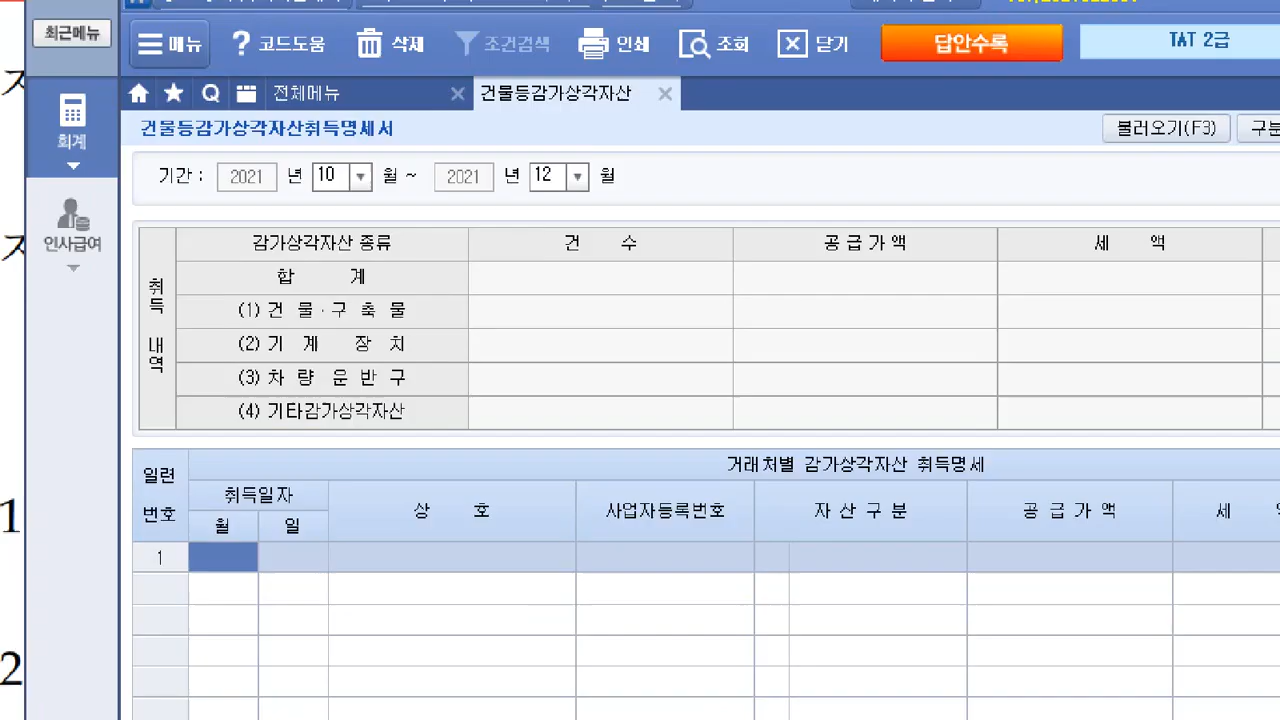 최근메뉴
메뉴
코드도움
삭제
조건검색
인쇄
조회
닫기
답안수록
TAT 2급
전체메뉴
건물등감가상각자산
회계
인사급여
건물등감가상각자산취득명세서
불러오기(F3)
구분
기간 : 2021 년 10 월 ~ 2021 년 12 월
취득 내역
감가상각자산 종류 건 수 공 급 가 액 세 액
합 계
(1) 건 물 · 구 축 물
(2) 기 계 장 치
(3) 차 량 운 반 구
(4) 기타감가상각자산
일련번호
거래처별 감가상각자산 취득명세
취득일자
월 일
상 호
사업자등록번호
자 산 구 분
공 급 가 액
세
1
1
2